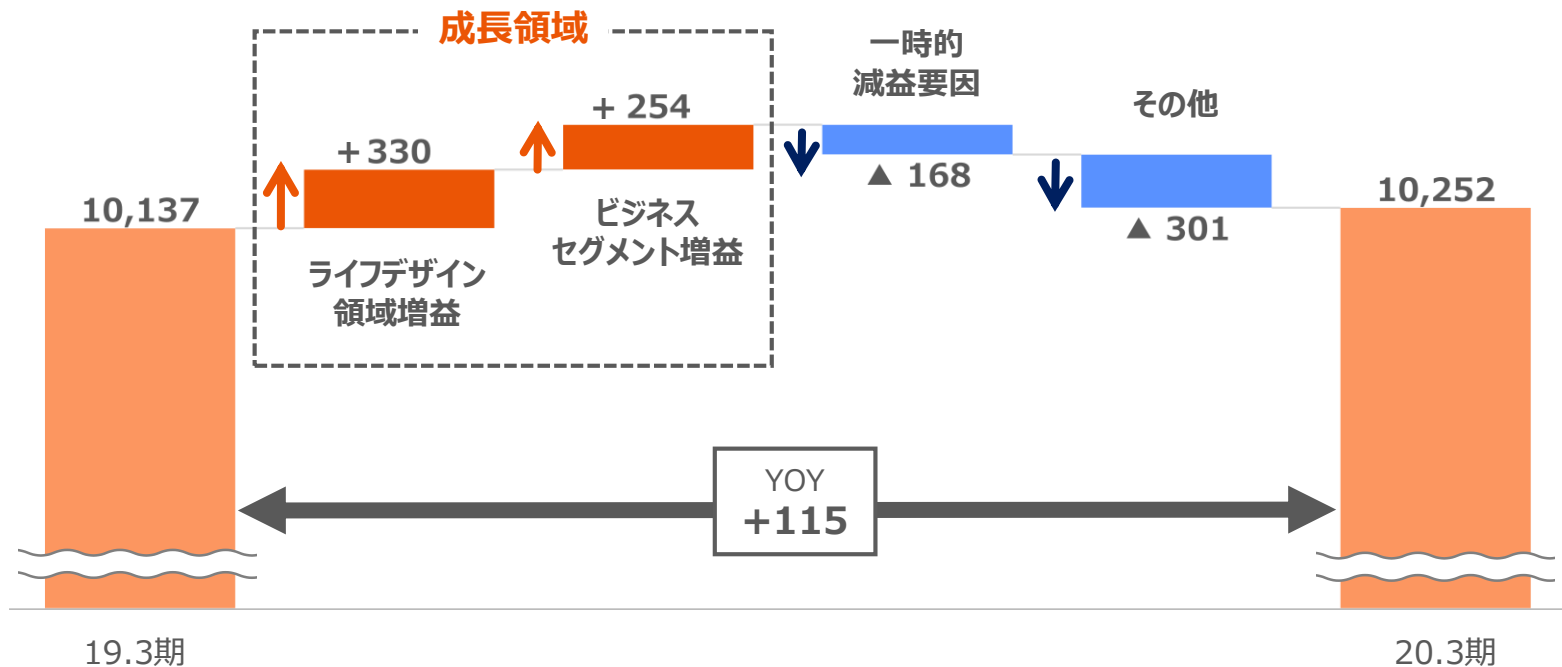 成長領域
一時的
減益要因
その他
+ 254
+330
▲ 168
▲ 301
10,137
10,252
ビジネス
セグメント増益
ライフデザイン
領域増益
YOY
+115
19.3期
20.3期